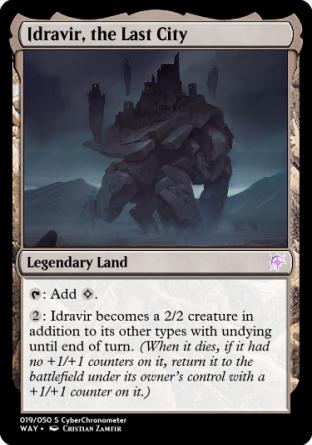 Idravir, the Last City
Legendary Land
: Add .
2: Idravir becomes a 2/2 creature in
addition to its other types with undying
until end of turn. (When it dies, if it had
no +1/+1 counters on it, return it to the
battlefield under its owner's control with a
+1/+1 counter on it.)
019/050 S CyberChronometer
WAY • Cristian Zamfir